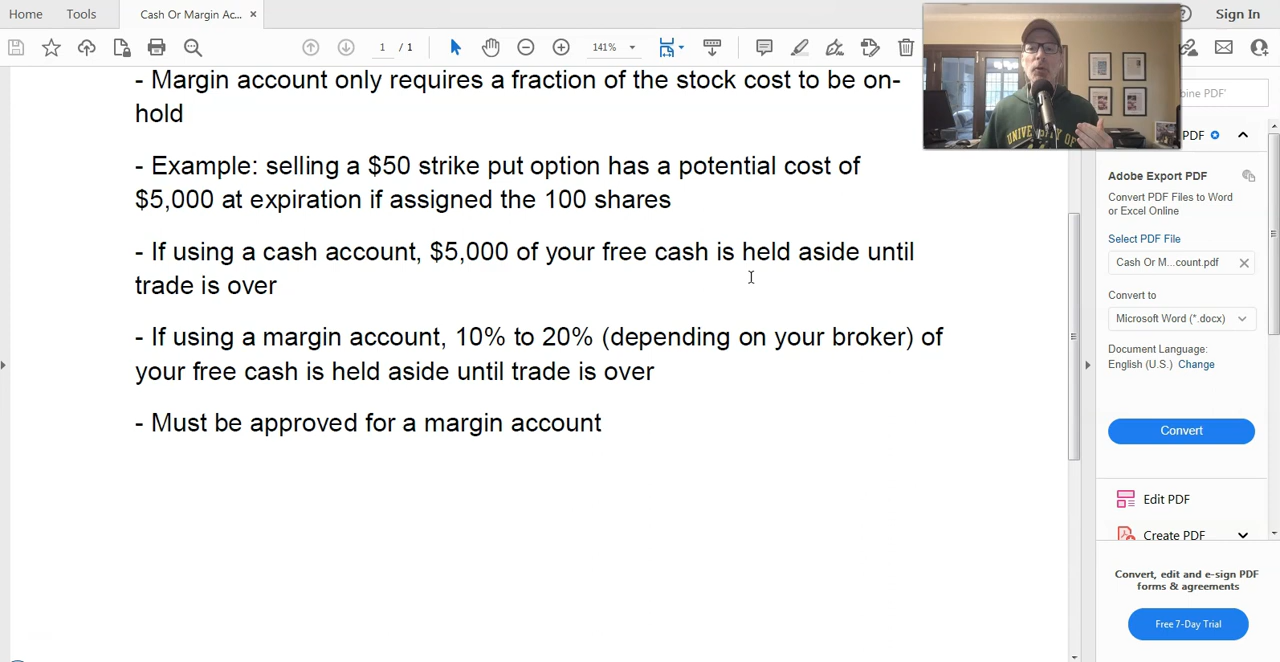 Home Tools Cash Or Margin Ac... × Sign In
1 / 1 141%
- Margin account only requires a fraction of the stock cost to be on-
hold
- Example: selling a $50 strike put option has a potential cost of
$5,000 at expiration if assigned the 100 shares
- If using a cash account, $5,000 of your free cash is held aside until
trade is over
- If using a margin account, 10% to 20% (depending on your broker) of
your free cash is held aside until trade is over
- Must be approved for a margin account
UNIVERSITY OF
bine PDF'
PDF
Adobe Export PDF
Convert PDF Files to Word
or Excel Online
Select PDF File
Cash Or M...count.pdf ×
Convert to
Microsoft Word (*.docx)
Document Language:
English (U.S.) Change
Convert
Edit PDF
Create PDF
Convert, edit and e-sign PDF
forms & agreements
Free 7-Day Trial